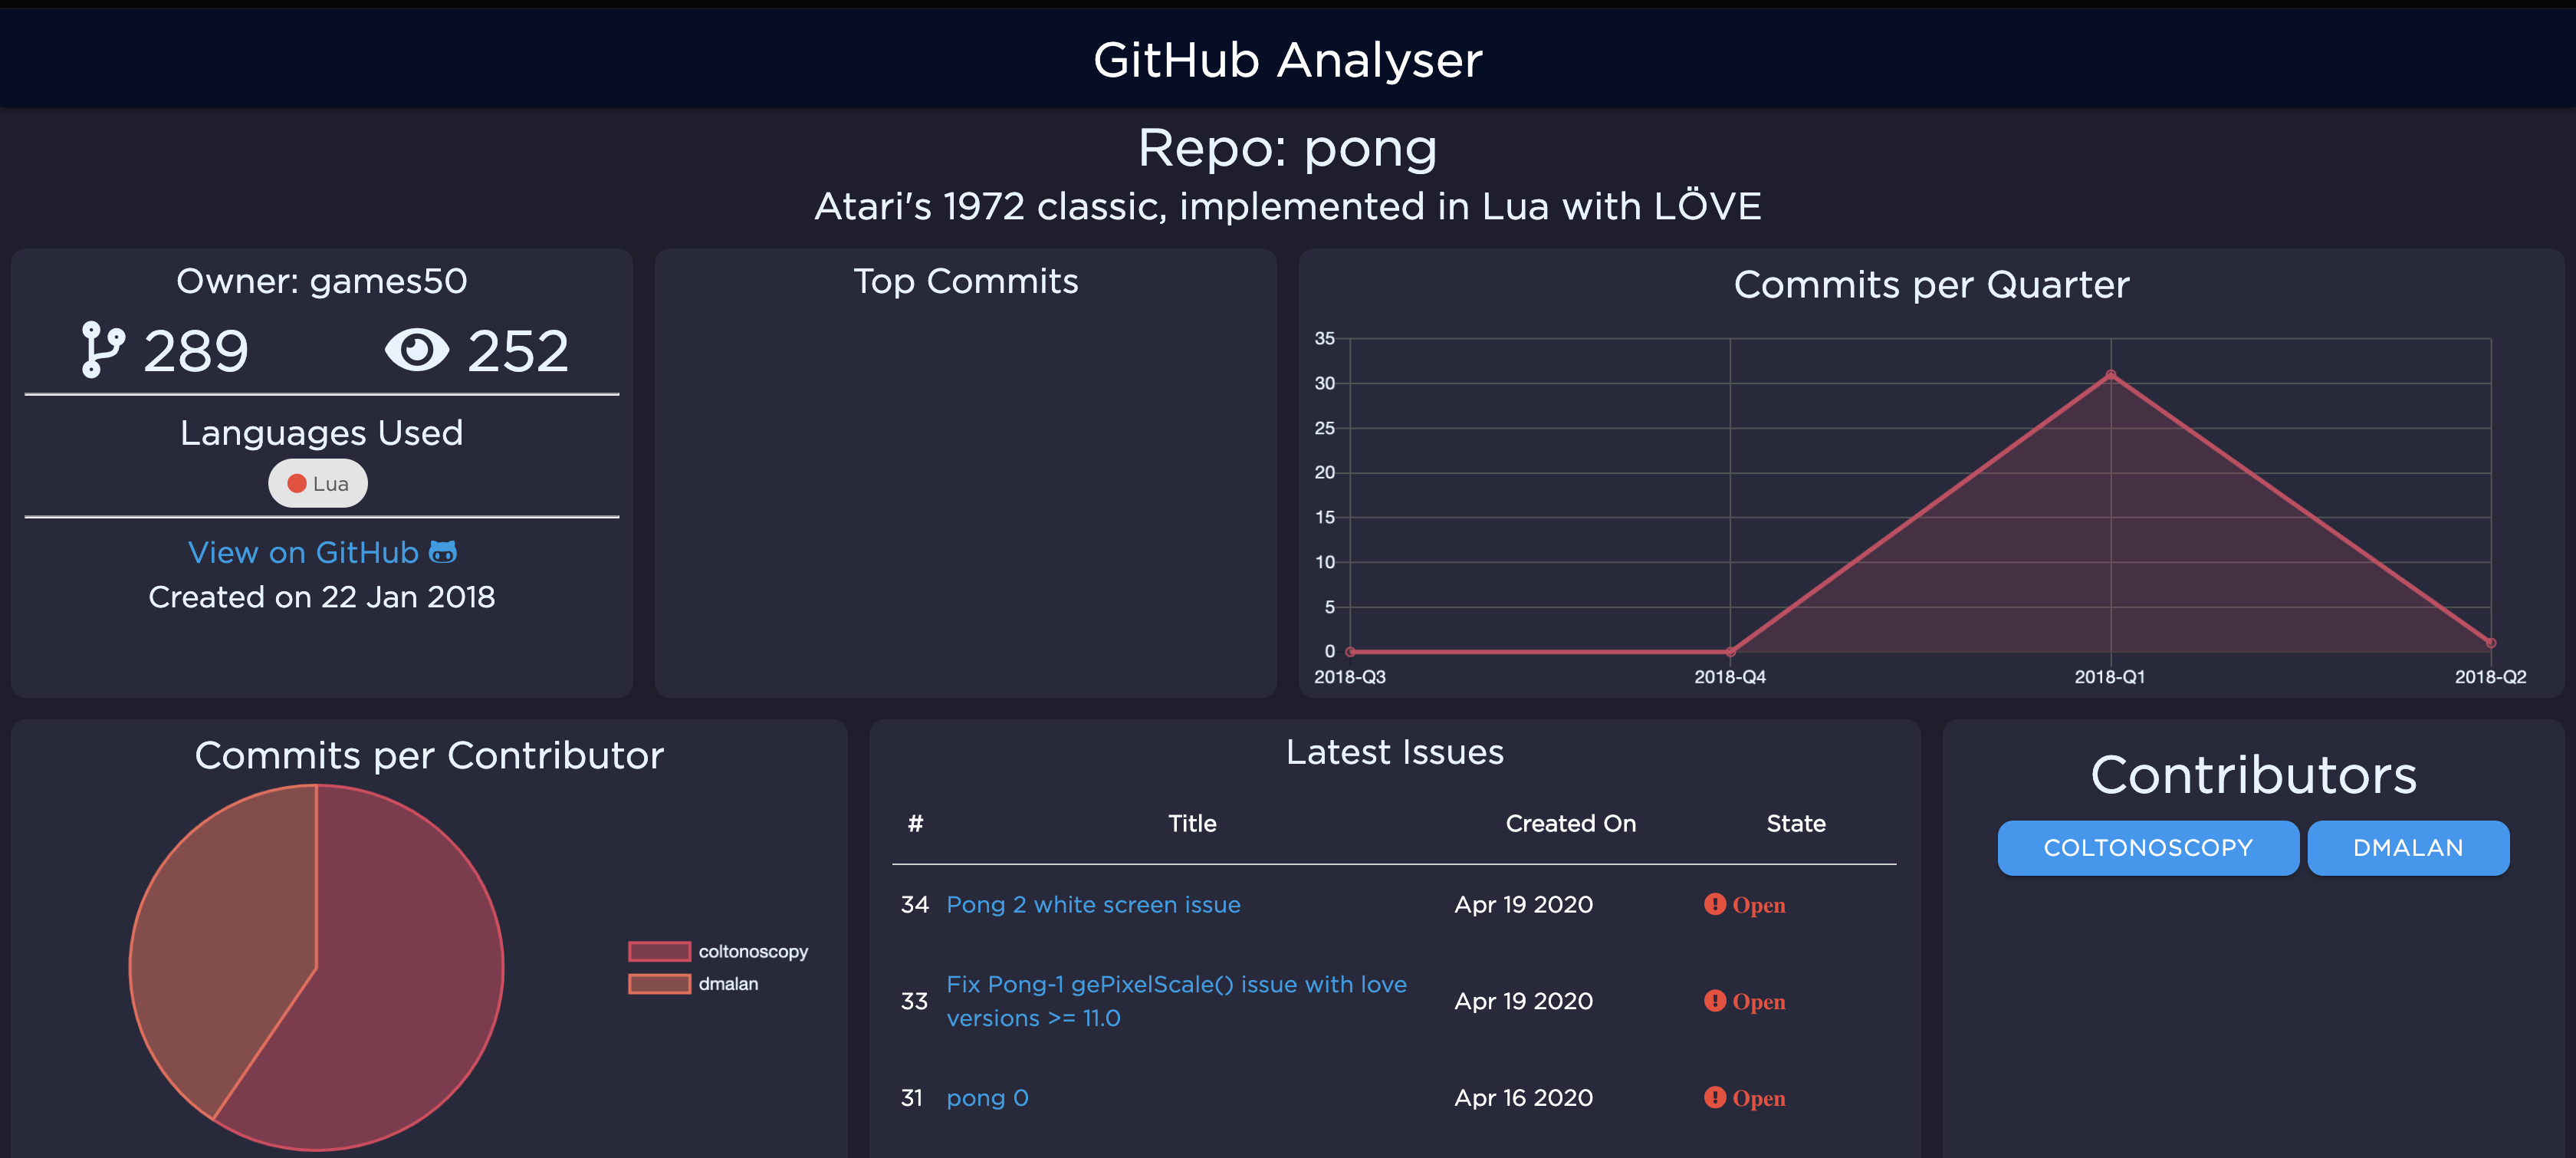 GitHub Analyser
Repo: pong
Atari's 1972 classic, implemented in Lua with LÖVE
Owner: games50
289 252
Languages Used
Lua
View on GitHub
Created on 22 Jan 2018
Top Commits
Commits per Quarter
35
30
25
20
15
10
5
0
2018-Q3 2018-Q4 2018-Q1 2018-Q2
Commits per Contributor
coltonoscopy
dmalan
Latest Issues
# Title Created On State
34 Pong 2 white screen issue Apr 19 2020 Open
33 Fix Pong-1 gePixelScale() issue with love Apr 19 2020 Open
versions >= 11.0
31 pong 0 Apr 16 2020 Open
Contributors
COLTONOSCOPY DMALAN